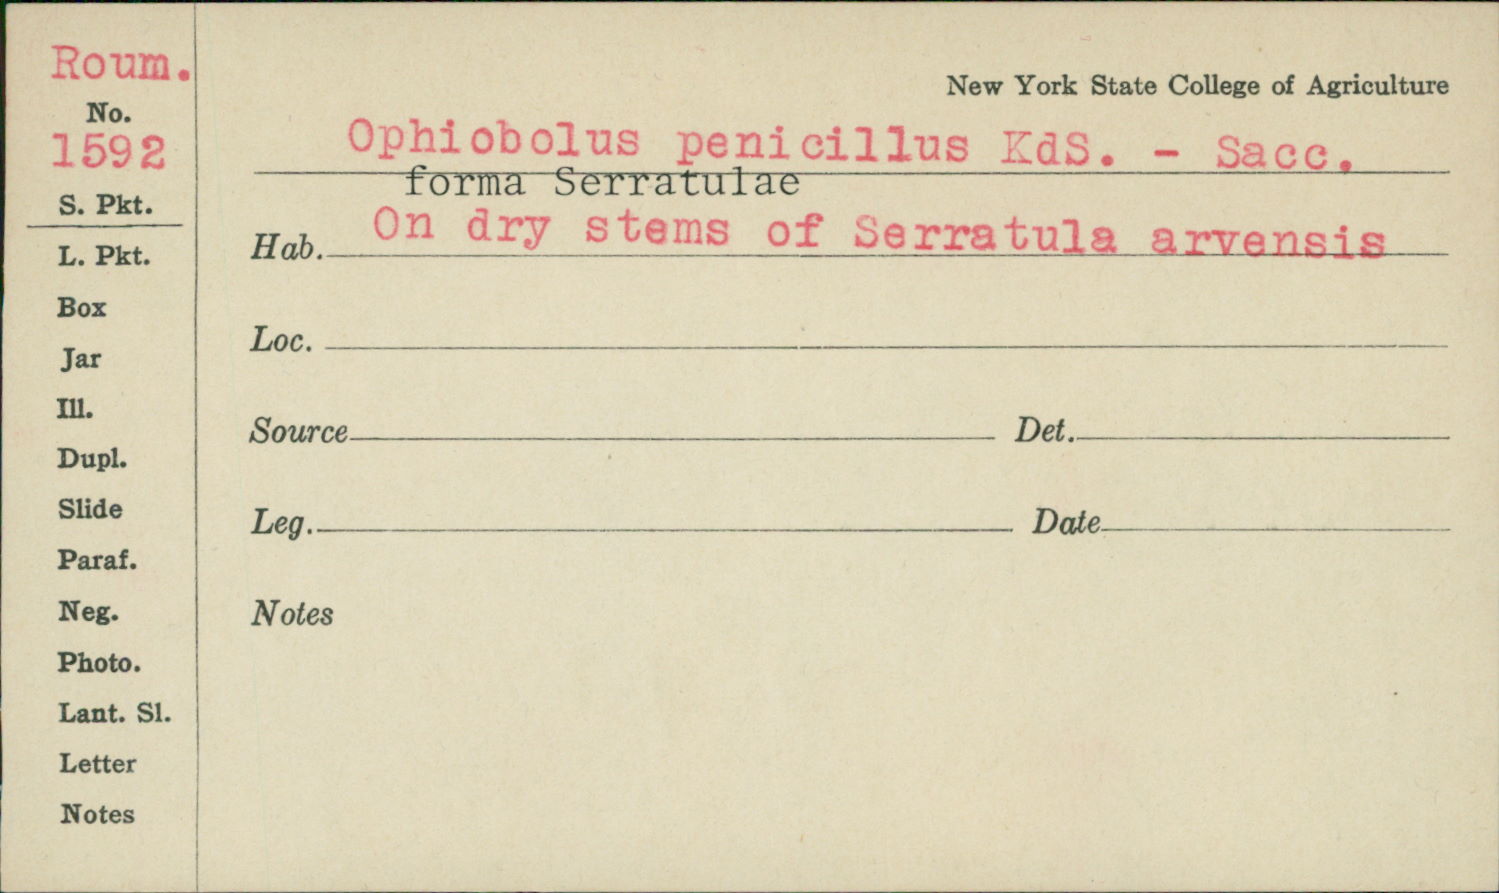 Roum.
No.
1592
S. Pkt.
L. Pkt.
Box
Jar
Ill.
Dupl.
Slide
Paraf.
Neg.
Photo.
Lant. Sl.
Letter
Notes
New York State College of Agriculture
Ophiobolus penicillus KdS. - Sacc.
forma Serratulae
Hab. On dry stems of Serratula arvensis
Loc.
Source Det.
Leg. Date
Notes